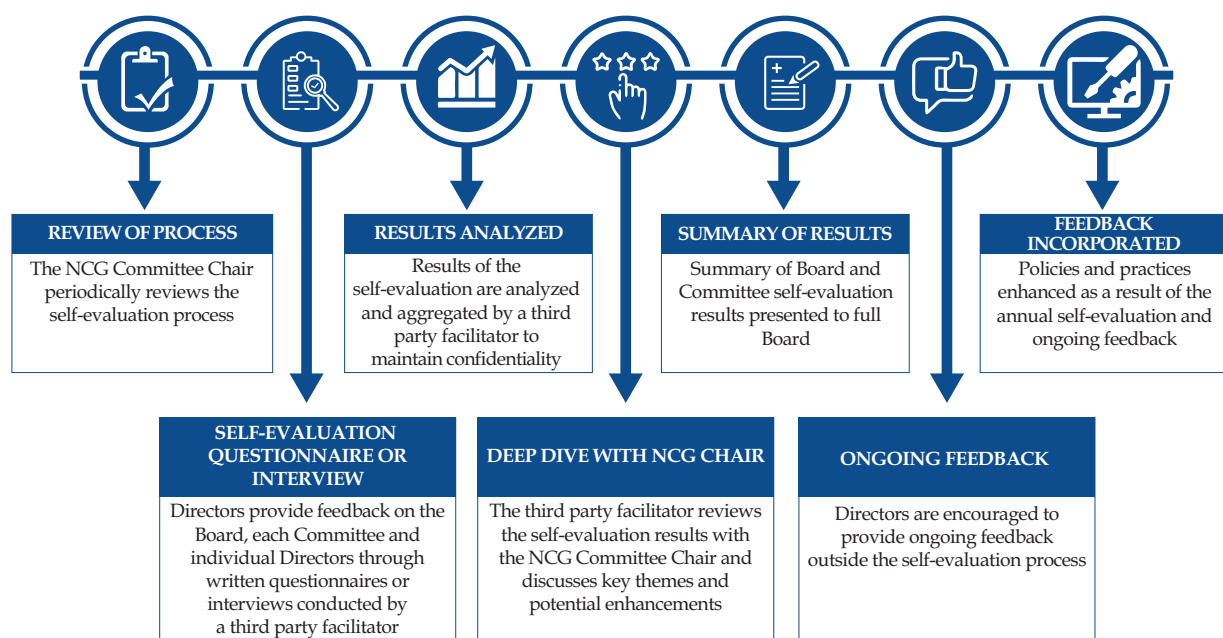 REVIEW OF PROCESS
The NCG Committee Chair
periodically reviews the
self-evaluation process
SELF-EVALUATION
QUESTIONNAIRE OR
INTERVIEW
Directors provide feedback on the
Board, each Committee and
individual Directors through
written questionnaires or
interviews conducted by
a third party facilitator
RESULTS ANALYZED
Results of the
self-evaluation are analyzed
and aggregated by a third
party facilitator to
maintain confidentiality
DEEP DIVE WITH NCG CHAIR
The third party facilitator reviews
the self-evaluation results with
the NCG Committee Chair and
discusses key themes and
potential enhancements
SUMMARY OF RESULTS
Summary of Board and
Committee self-evaluation
results presented to full
Board
ONGOING FEEDBACK
Directors are encouraged to
provide ongoing feedback
outside the self-evaluation process
FEEDBACK
INCORPORATED
Policies and practices
enhanced as a result of the
annual self-evaluation and
ongoing feedback